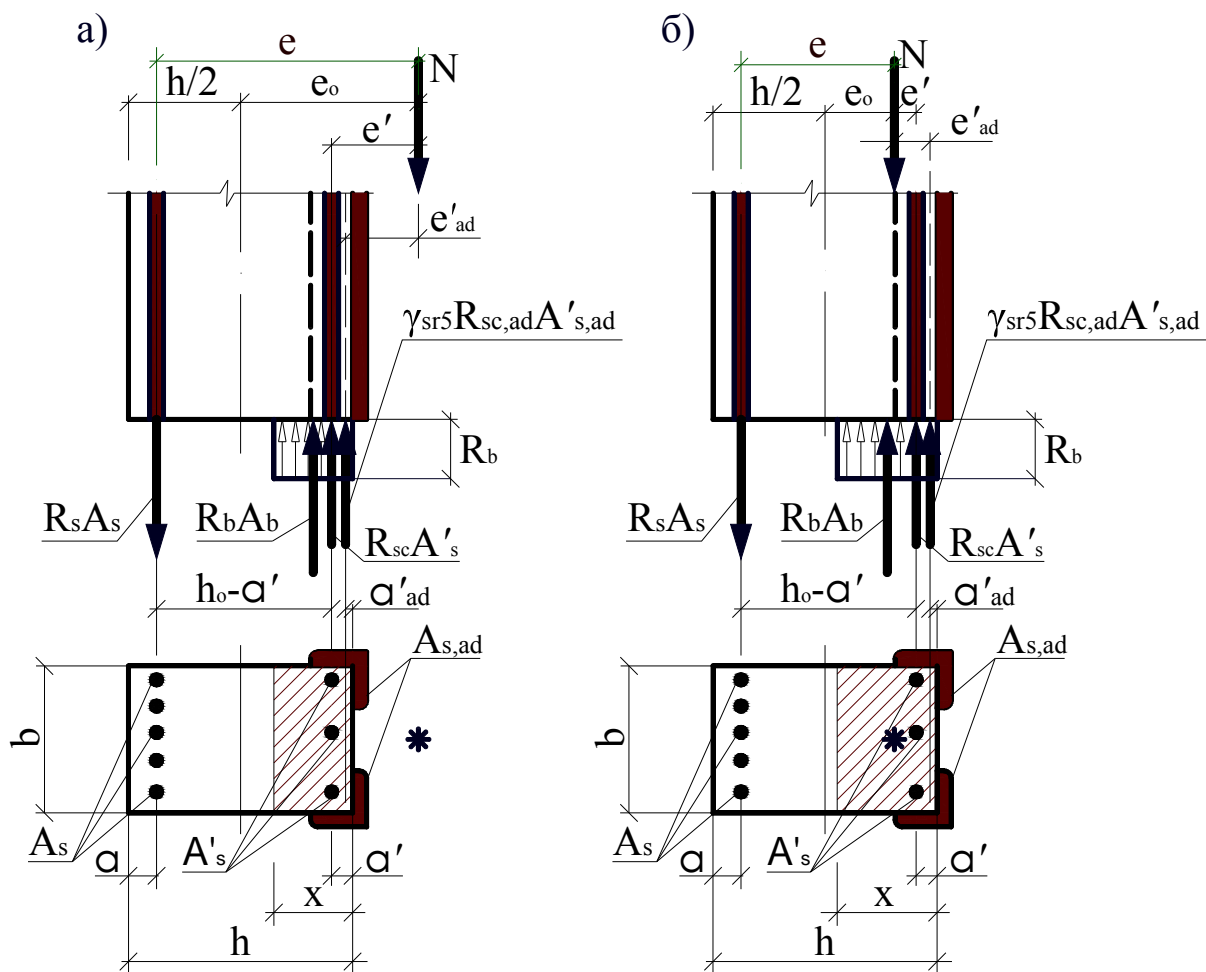 а)
e
N
h/2
eo
e'
e'ad
γsr5Rsc,adA's,ad
Rb
RsAs
RbAb
RscA's
ho-a'
a'ad
As,ad
b
As
A's
a
a'
x
h
б)
e
N
h/2
eo
e'
e'ad
γsr5Rsc,adA's,ad
Rb
RsAs
RbAb
RscA's
ho-a'
a'ad
As,ad
b
As
A's
a
a'
x
h